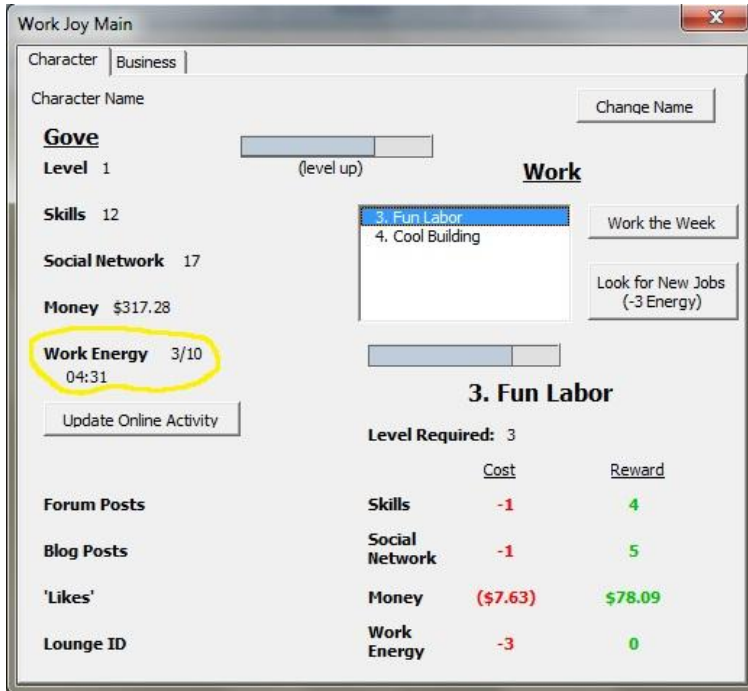 Work Joy Main
x
Character Business
Character Name
Change Name
Gove
Level 1
(level up)
Work
Skills 12
3. Fun Labor
4. Cool Building
Work the Week
Social Network 17
Look for New Jobs
(-3 Energy)
Money $317.28
Work Energy 3/10
04:31
3. Fun Labor
Update Online Activity
Level Required: 3
Cost Reward
Forum Posts
Skills -1 4
Blog Posts
Social
Network -1 5
'Likes'
Money ($7.63) $78.09
Lounge ID
Work
Energy -3 0